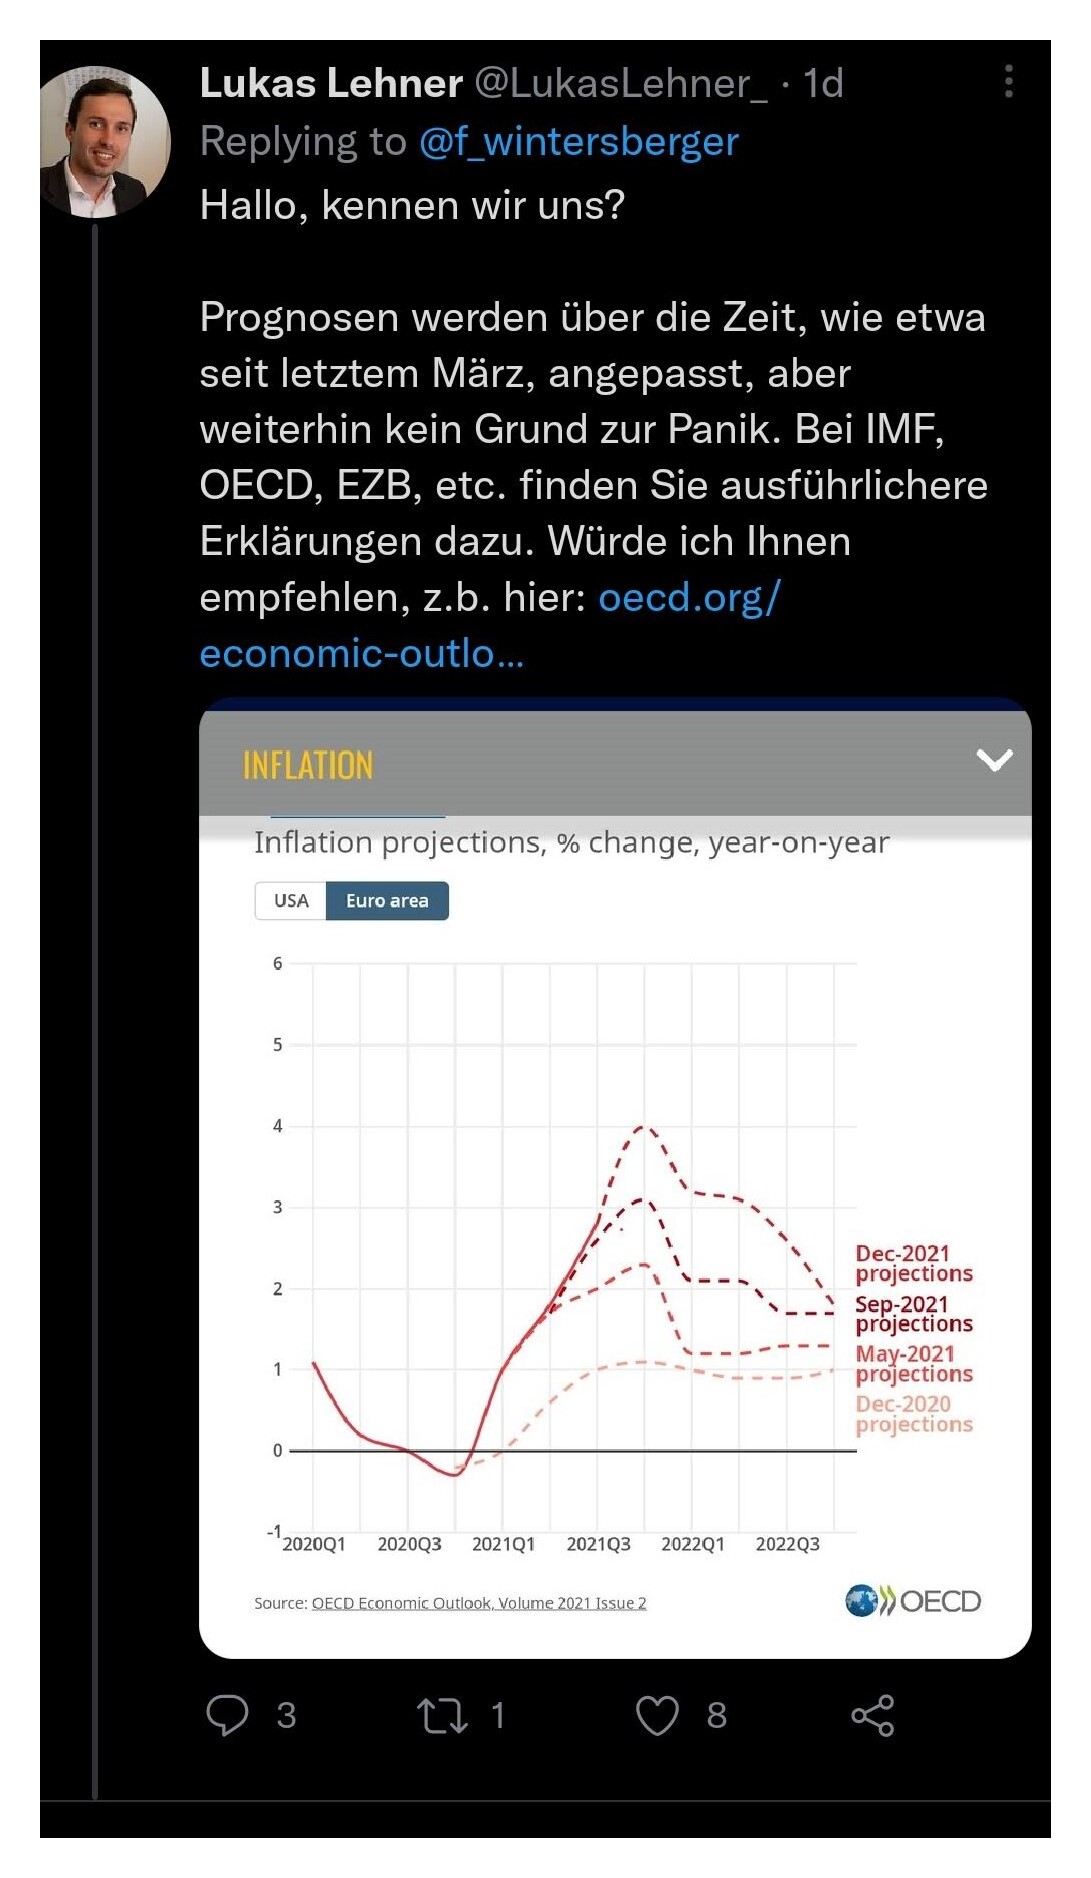 Lukas Lehner @LukasLehner_ · 1d
Replying to @f_wintersberger
Hallo, kennen wir uns?
Prognosen werden über die Zeit, wie etwa
seit letztem März, angepasst, aber
weiterhin kein Grund zur Panik. Bei IMF,
OECD, EZB, etc. finden Sie ausführlichere
Erklärungen dazu. Würde ich Ihnen
empfehlen, z.b. hier: oecd.org/
economic-outlo...
INFLATION
Inflation projections, % change, year-on-year
USA Euro area
6
5
4
3
2
1
0
-1
Dec-2021
projections
Sep-2021
projections
May-2021
projections
Dec-2020
projections
2020Q1 2020Q3 2021Q1 2021Q3 2022Q1 2022Q3
Source: OECD Economic Outlook, Volume 2021 Issue 2
OECD
3 1 8